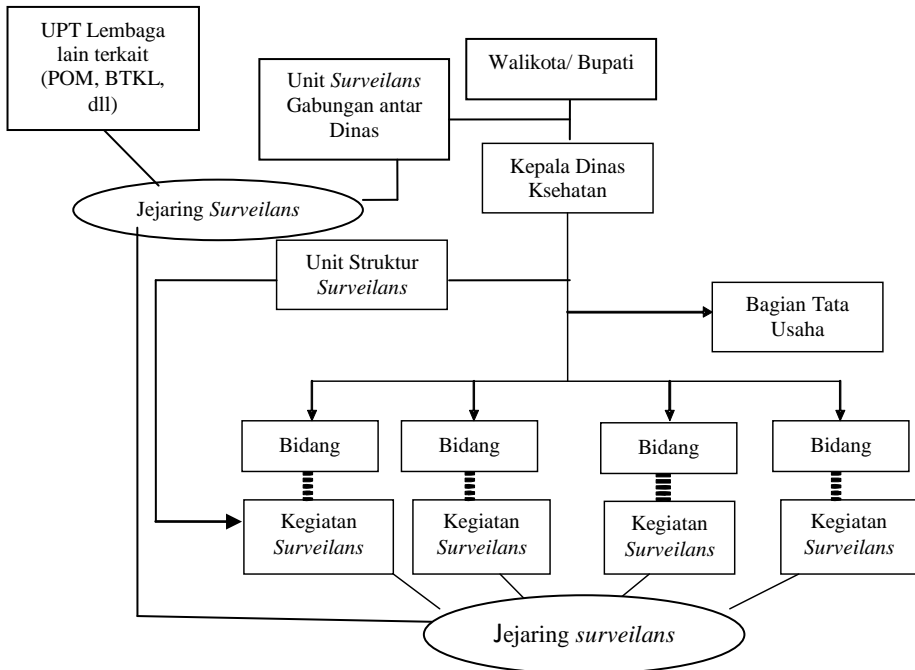 UPT Lembaga
lain terkait
(POM, BTKL,
dll)
Unit Surveilans
Gabungan antar
Dinas
Walikota/ Bupati
Kepala Dinas
Ksehatan
Jejaring Surveilans
Unit Struktur
Surveilans
Bagian Tata
Usaha
Bidang
Bidang
Bidang
Bidang
Kegiatan
Surveilans
Kegiatan
Surveilans
Kegiatan
Surveilans
Kegiatan
Surveilans
Jejaring surveilans